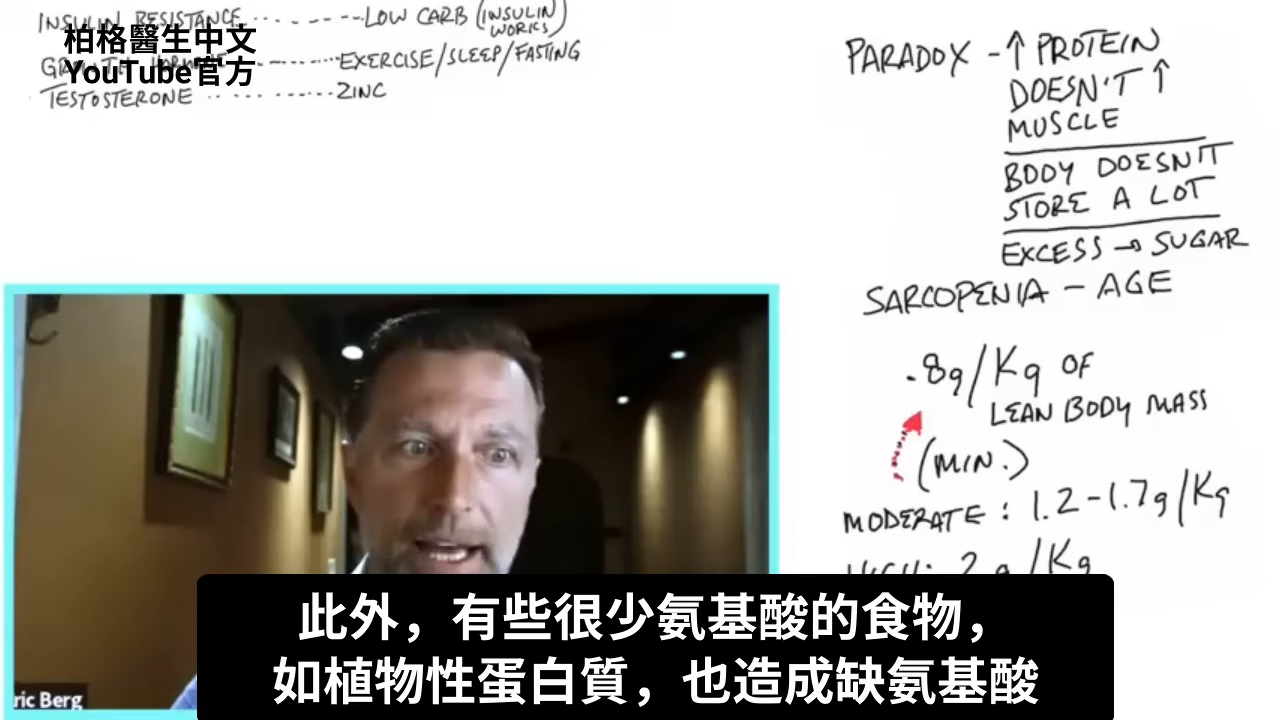 INSULIN RESISTANCE ------- LOW CARB (INSULIN WORKS)
柏格醫生中文
YouTube官方
EXERCISE/SLEEP/FASTING
TESTOSTERONE ------- ZINC
PARADOX - ↑ PROTEIN
DOESN'T ↑
MUSCLE
BODY DOESN'T
STORE A LOT
EXCESS → SUGAR
SARCOPENIA - AGE
.8g/Kg OF
LEAN BODY MASS
(MIN.)
MODERATE : 1.2-1.7g/Kg
HIGH: 2 g/Kg
ric Berg
此外，有些很少氨基酸的食物，
如植物性蛋白質，也造成缺氨基酸